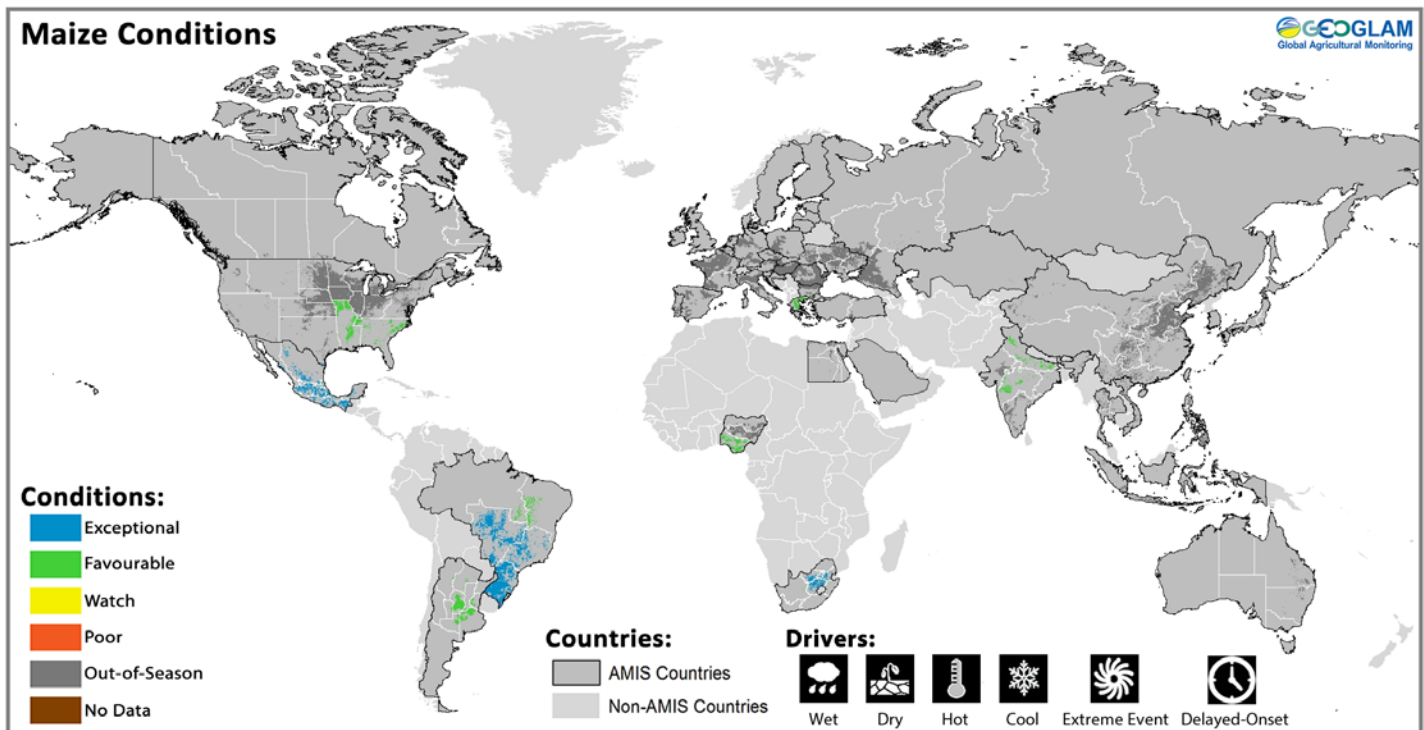 Maize Conditions
GEOGLAM
Global Agricultural Monitoring
Conditions:
Exceptional
Favourable
Watch
Poor
Out-of-Season
No Data
Countries:
AMIS Countries
Non-AMIS Countries
Drivers:
Wet
Dry
Hot
Cool
Extreme Event
Delayed-Onset